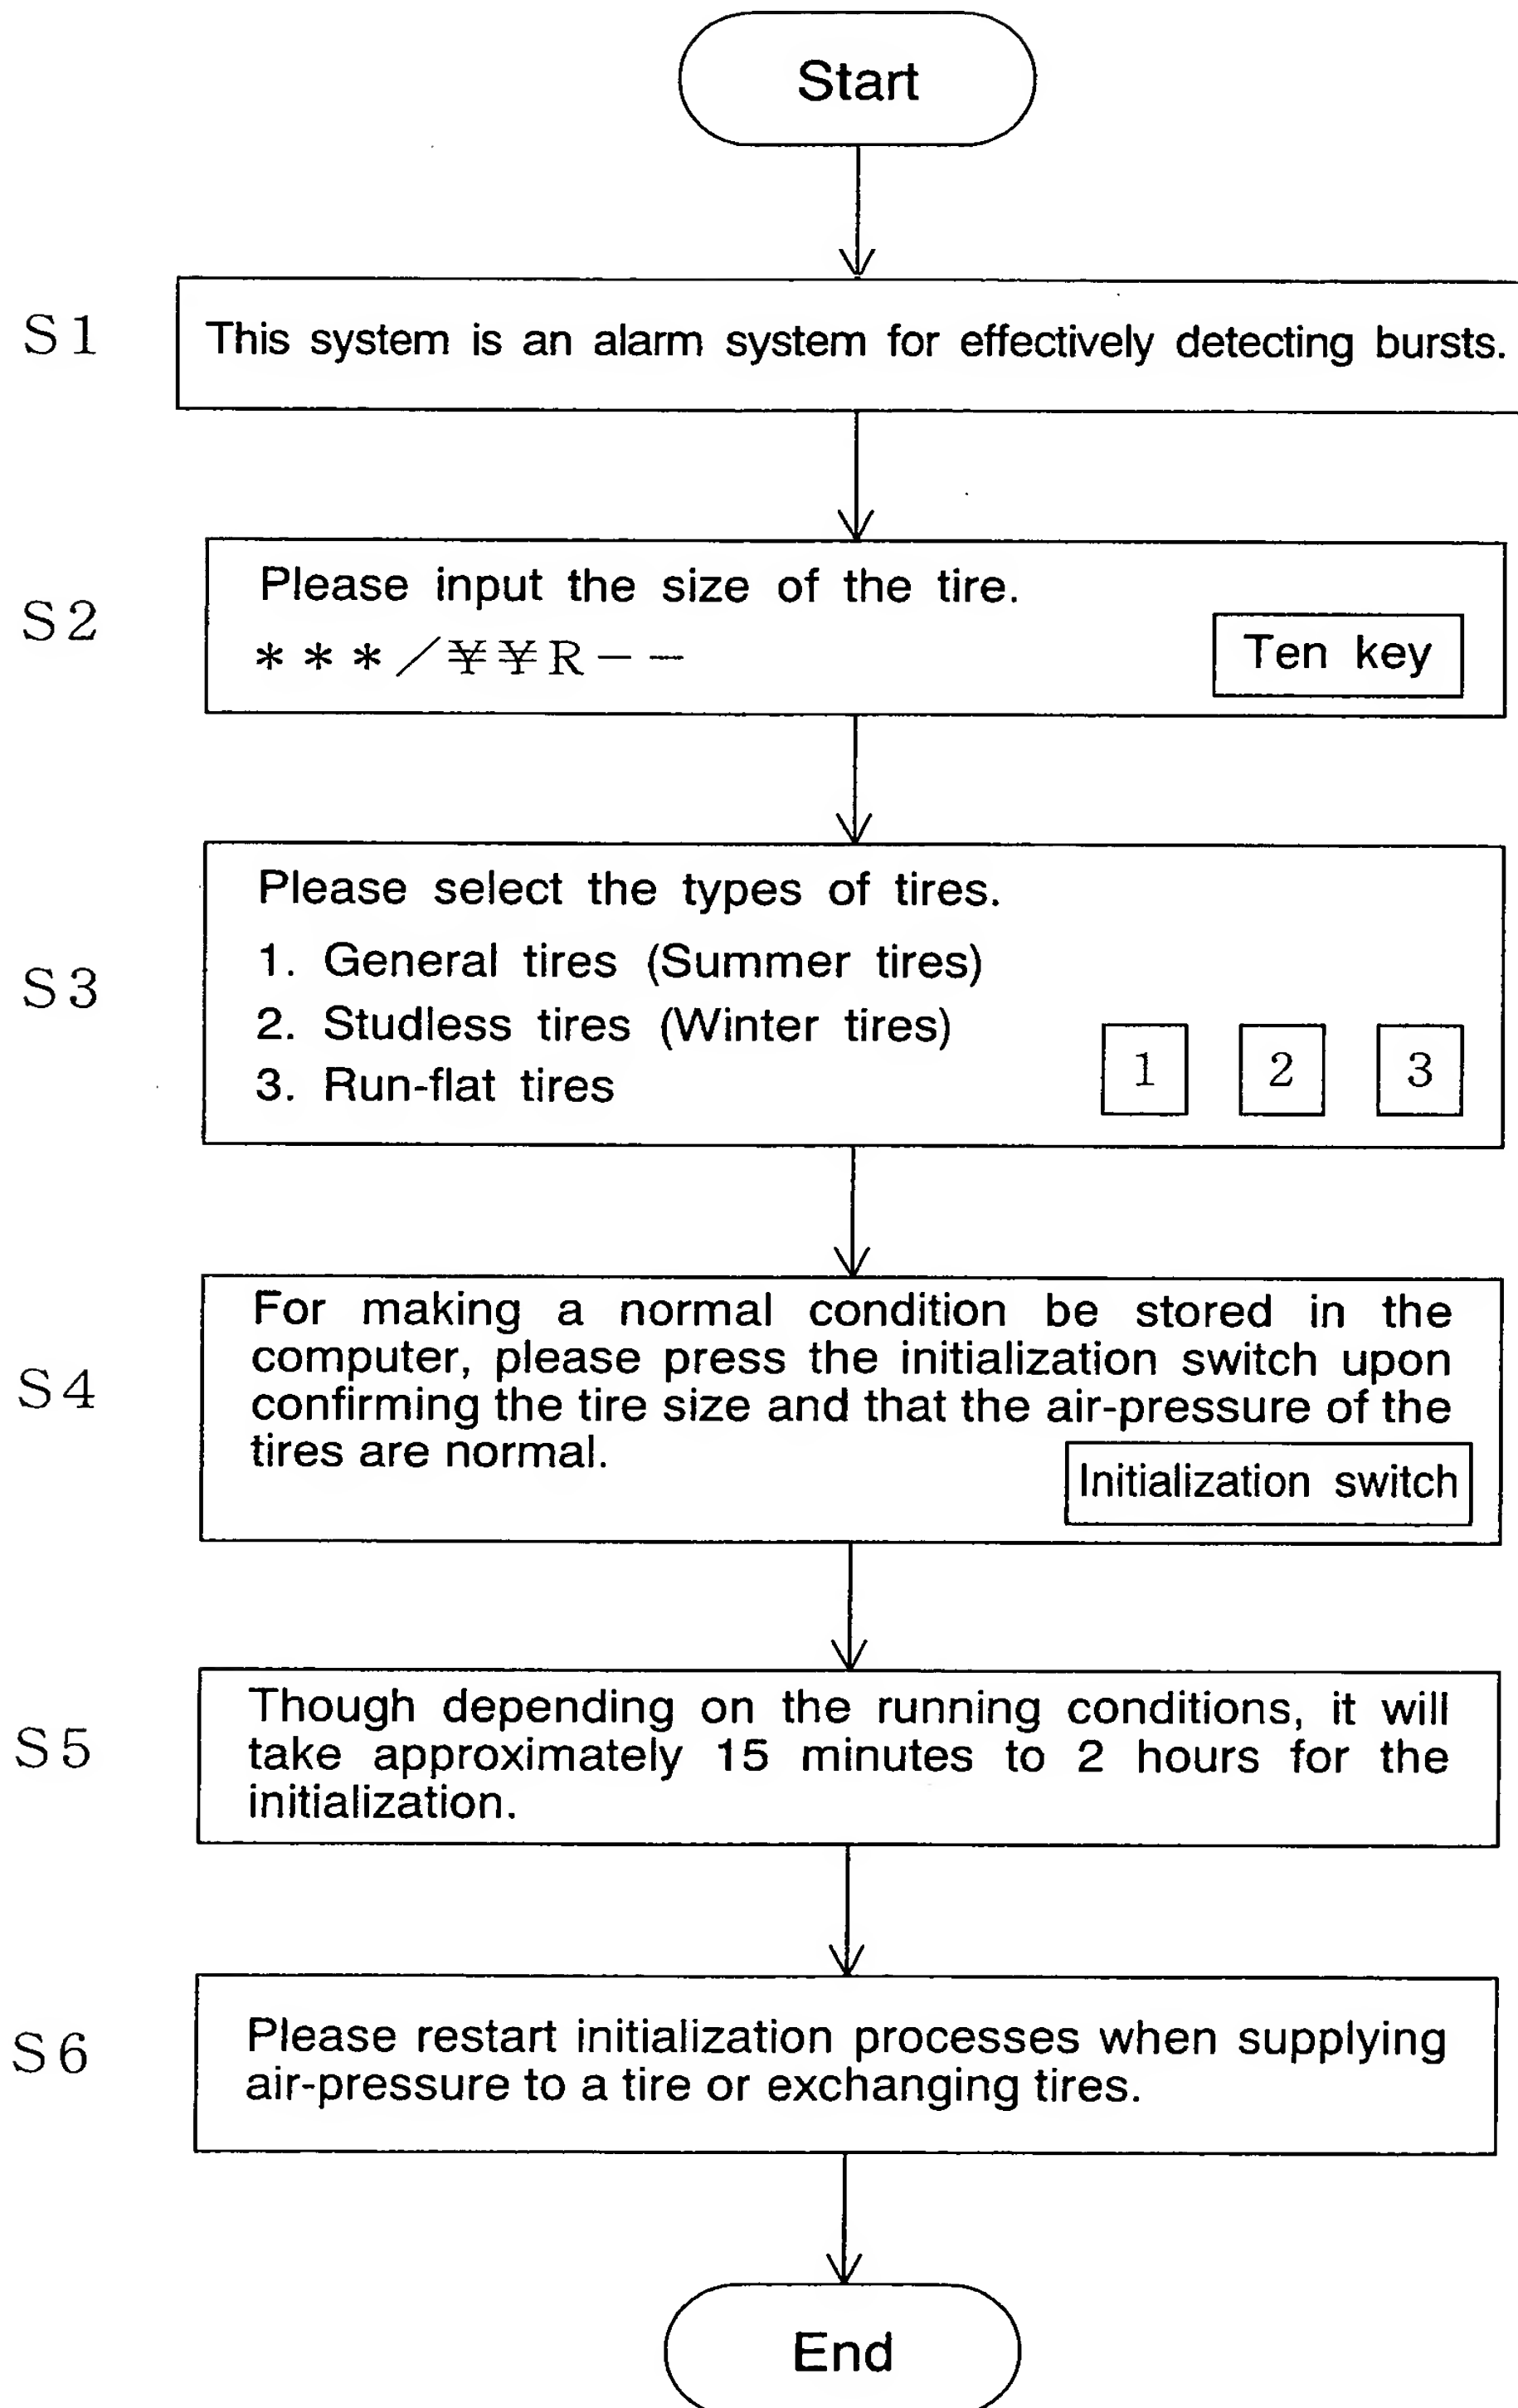 Start
S1
This system is an alarm system for effectively detecting bursts.
S2
Please input the size of the tire.
***/¥¥R--
Ten key
S3
Please select the types of tires.
1. General tires (Summer tires)
2. Studless tires (Winter tires)
3. Run-flat tires
1 2 3
S4
For making a normal condition be stored in the
computer, please press the initialization switch upon
confirming the tire size and that the air-pressure of the
tires are normal.
Initialization switch
S5
Though depending on the running conditions, it will
take approximately 15 minutes to 2 hours for the
initialization.
S6
Please restart initialization processes when supplying
air-pressure to a tire or exchanging tires.
End